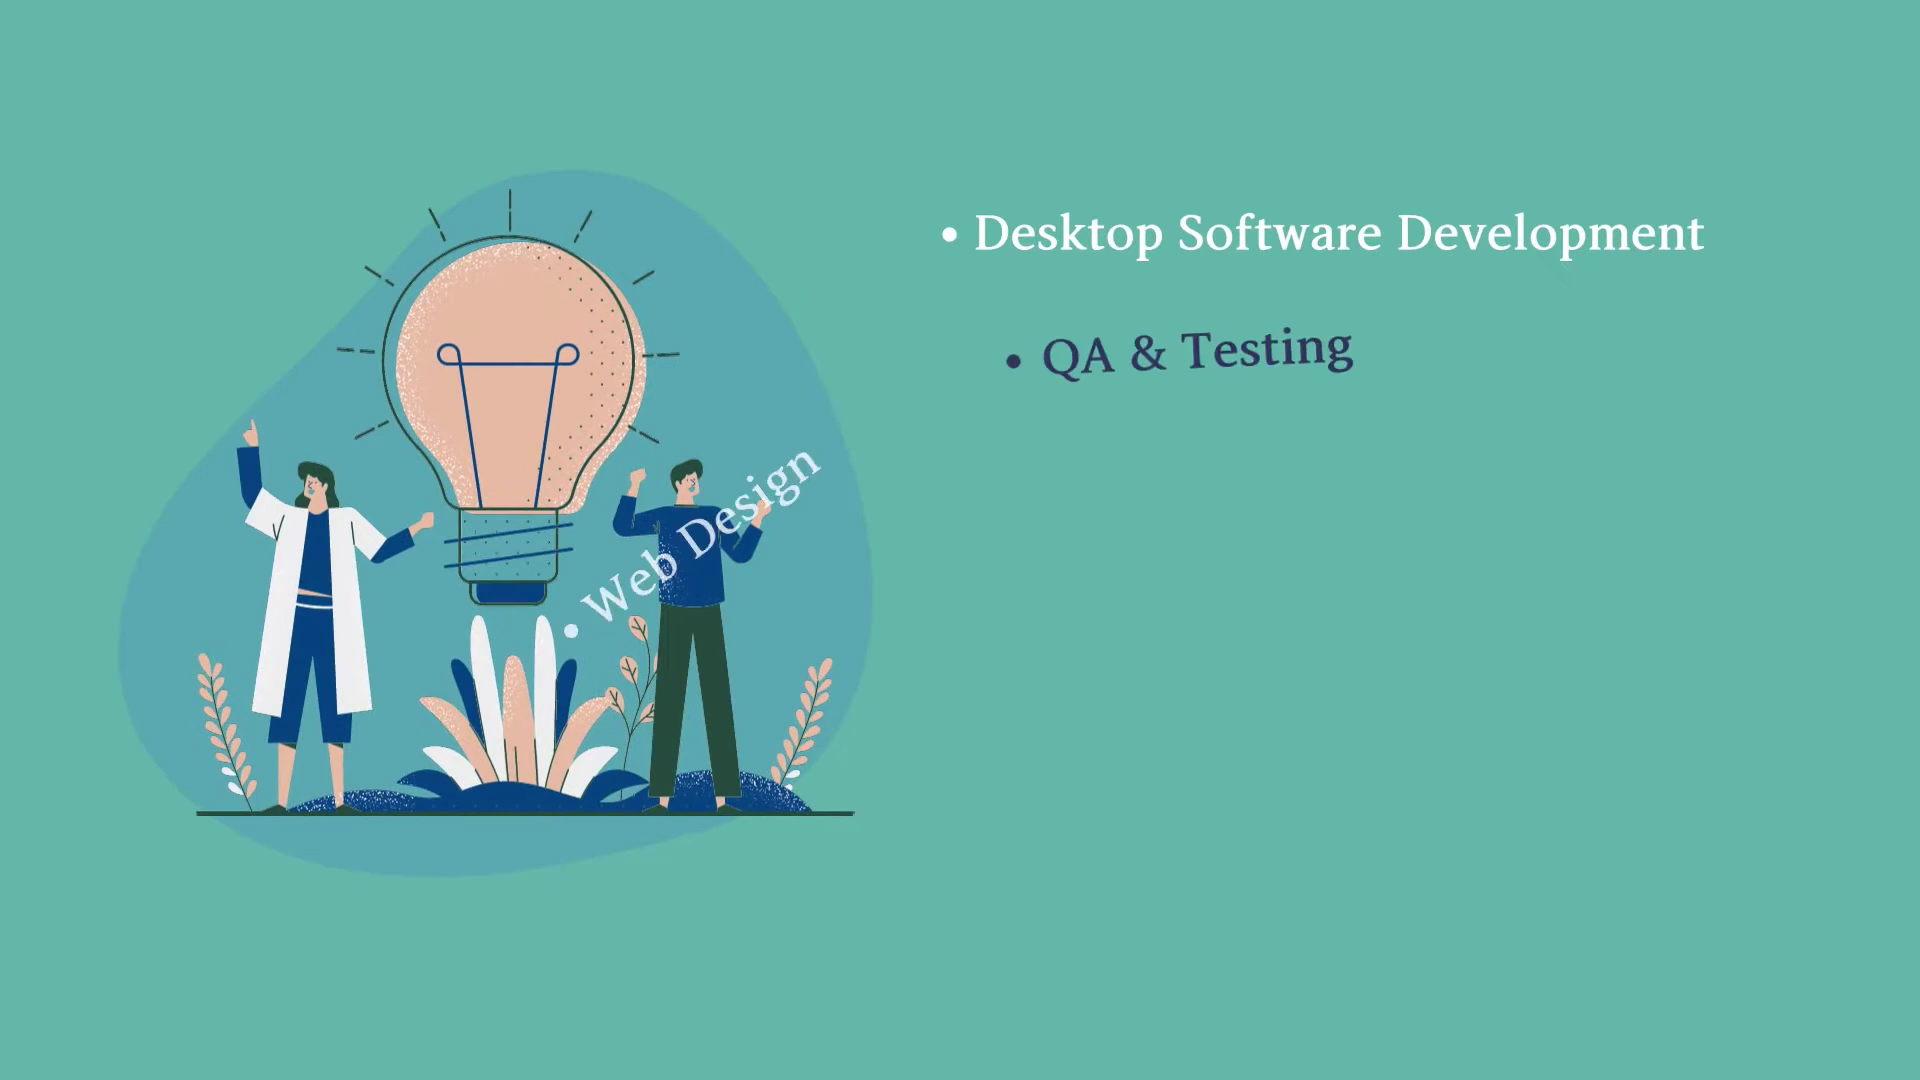 • Desktop Software Development
• QA & Testing
• Web Design